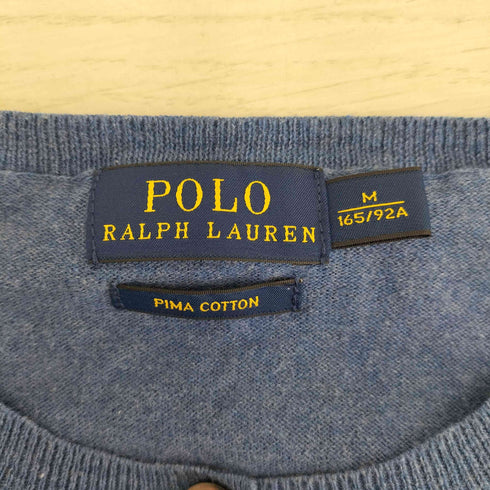 POLO
RALPH LAUREN
M
165/92A
PIMA COTTON